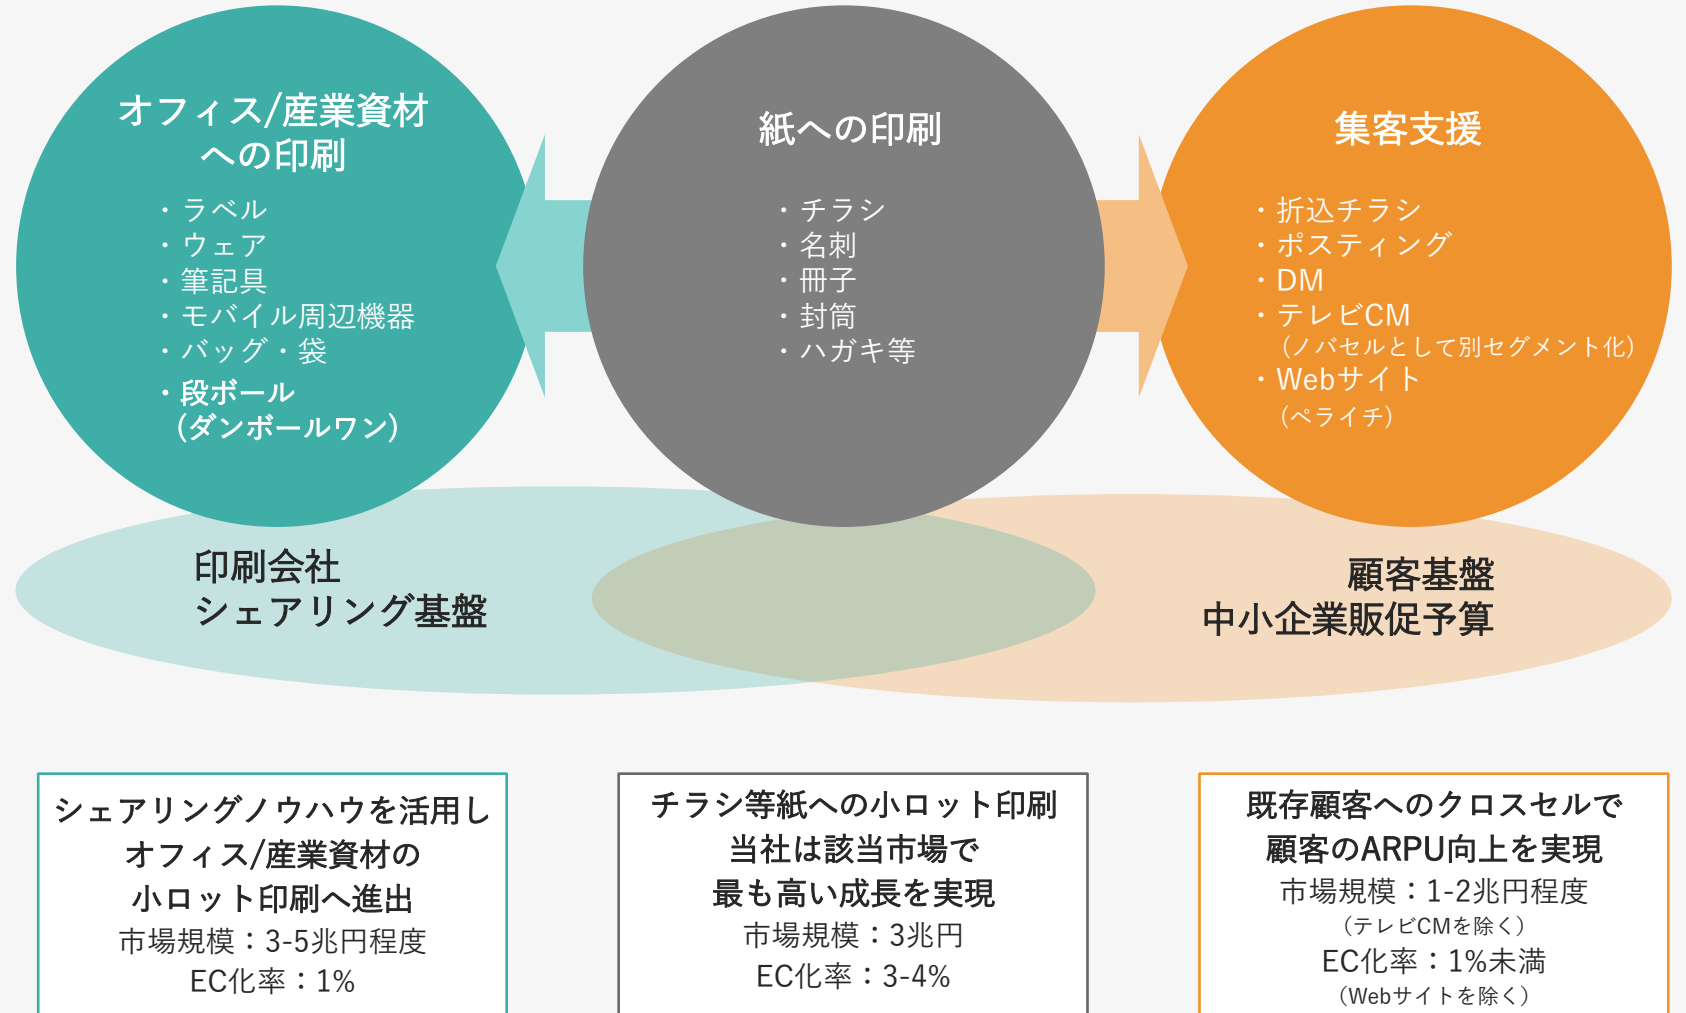 オフィス/産業資材
への印刷
・ラベル
・ウェア
・筆記具
・モバイル周辺機器
・バッグ・袋
・段ボール
（ダンボールワン）
紙への印刷
・チラシ
・名刺
・冊子
・封筒
・ハガキ等
集客支援
・折込チラシ
・ポスティング
・DM
・テレビCM
（ノバセルとして別セグメント化）
・Webサイト
（ペライチ）
印刷会社
シェアリング基盤
顧客基盤
中小企業販促予算
シェアリングノウハウを活用し
オフィス/産業資材の
小ロット印刷へ進出
市場規模：3-5兆円程度
EC化率：1%
チラシ等紙への小ロット印刷
当社は該当市場で
最も高い成長を実現
市場規模：3兆円
EC化率：3-4%
既存顧客へのクロスセルで
顧客のARPU向上を実現
市場規模：1-2兆円程度
（テレビCMを除く）
EC化率：1%未満
（Webサイトを除く）